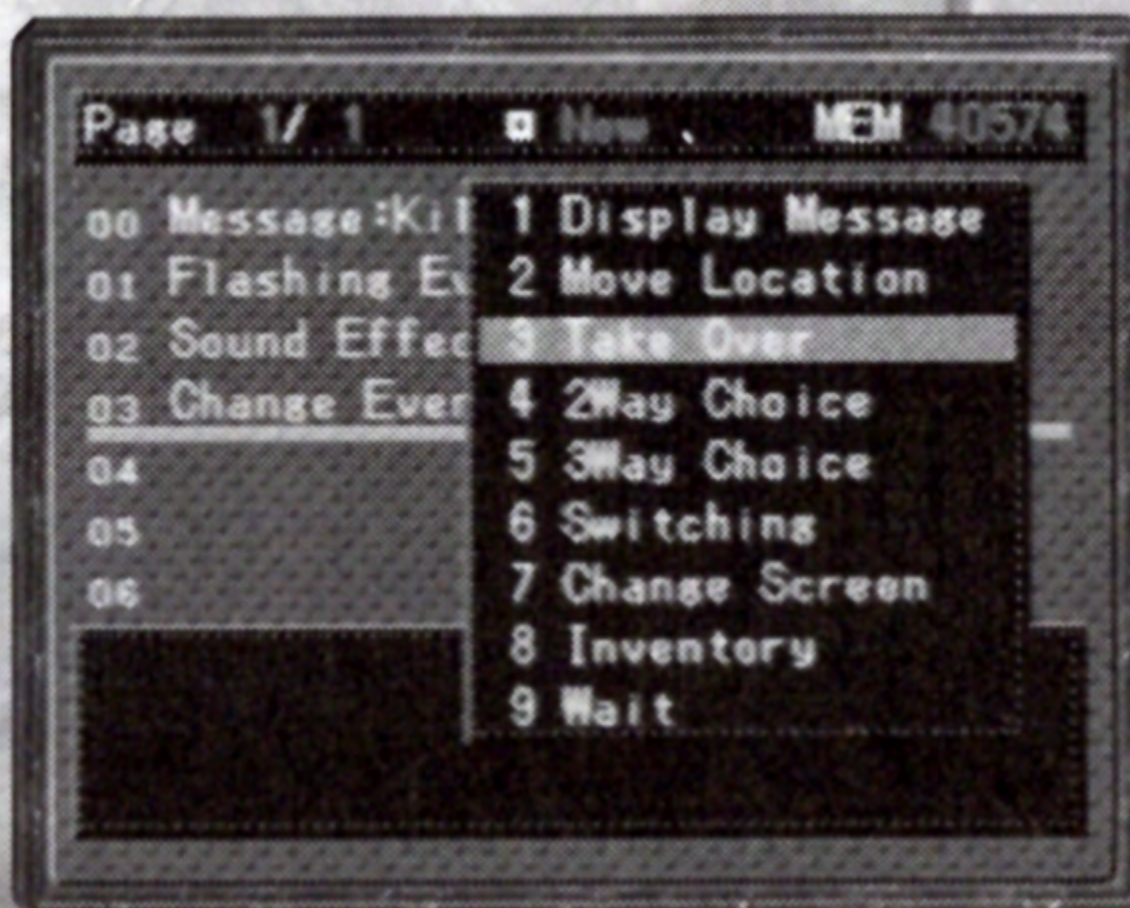 Page 1/ 1 New MEM 40574
00 Message:Kil
01 Flashing Ev
02 Sound Effec
03 Change Even
04
05
06
1 Display Message
2 Move Location
3 Take Over
4 2Way Choice
5 3Way Choice
6 Switching
7 Change Screen
8 Inventory
9 Wait